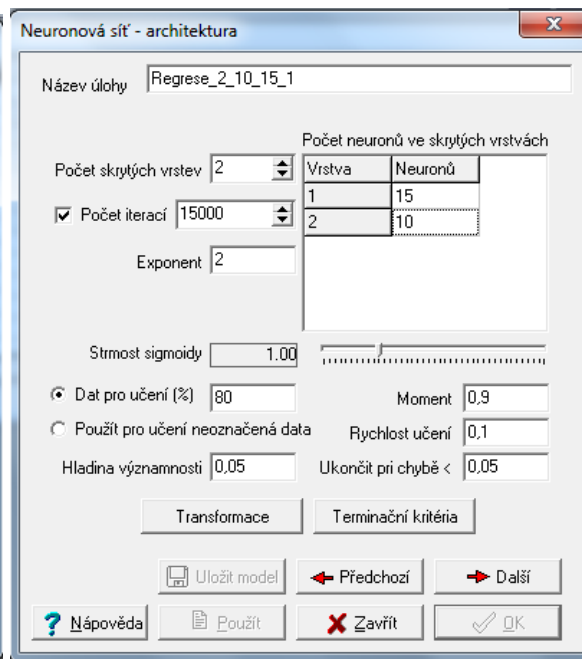 Neuronová síť - architektura
Název úlohy Regrese_2_10_15_1
Počet neuronů ve skrytých vrstvách
Počet skrytých vrstev 2
Vrstva Neuronů
1 15
2 10
Počet iterací 15000
Exponent 2
Strmost sigmoidy 1.00
Dat pro učení (%) 80
Moment 0,9
Použít pro učení neoznačená data
Rychlost učení 0,1
Hladina významnosti 0,05
Ukončit pri chybě < 0,05
Transformace
Terminační kritéria
Uložit model
Předchozí
Další
Nápověda
Použít
Zavřít
OK